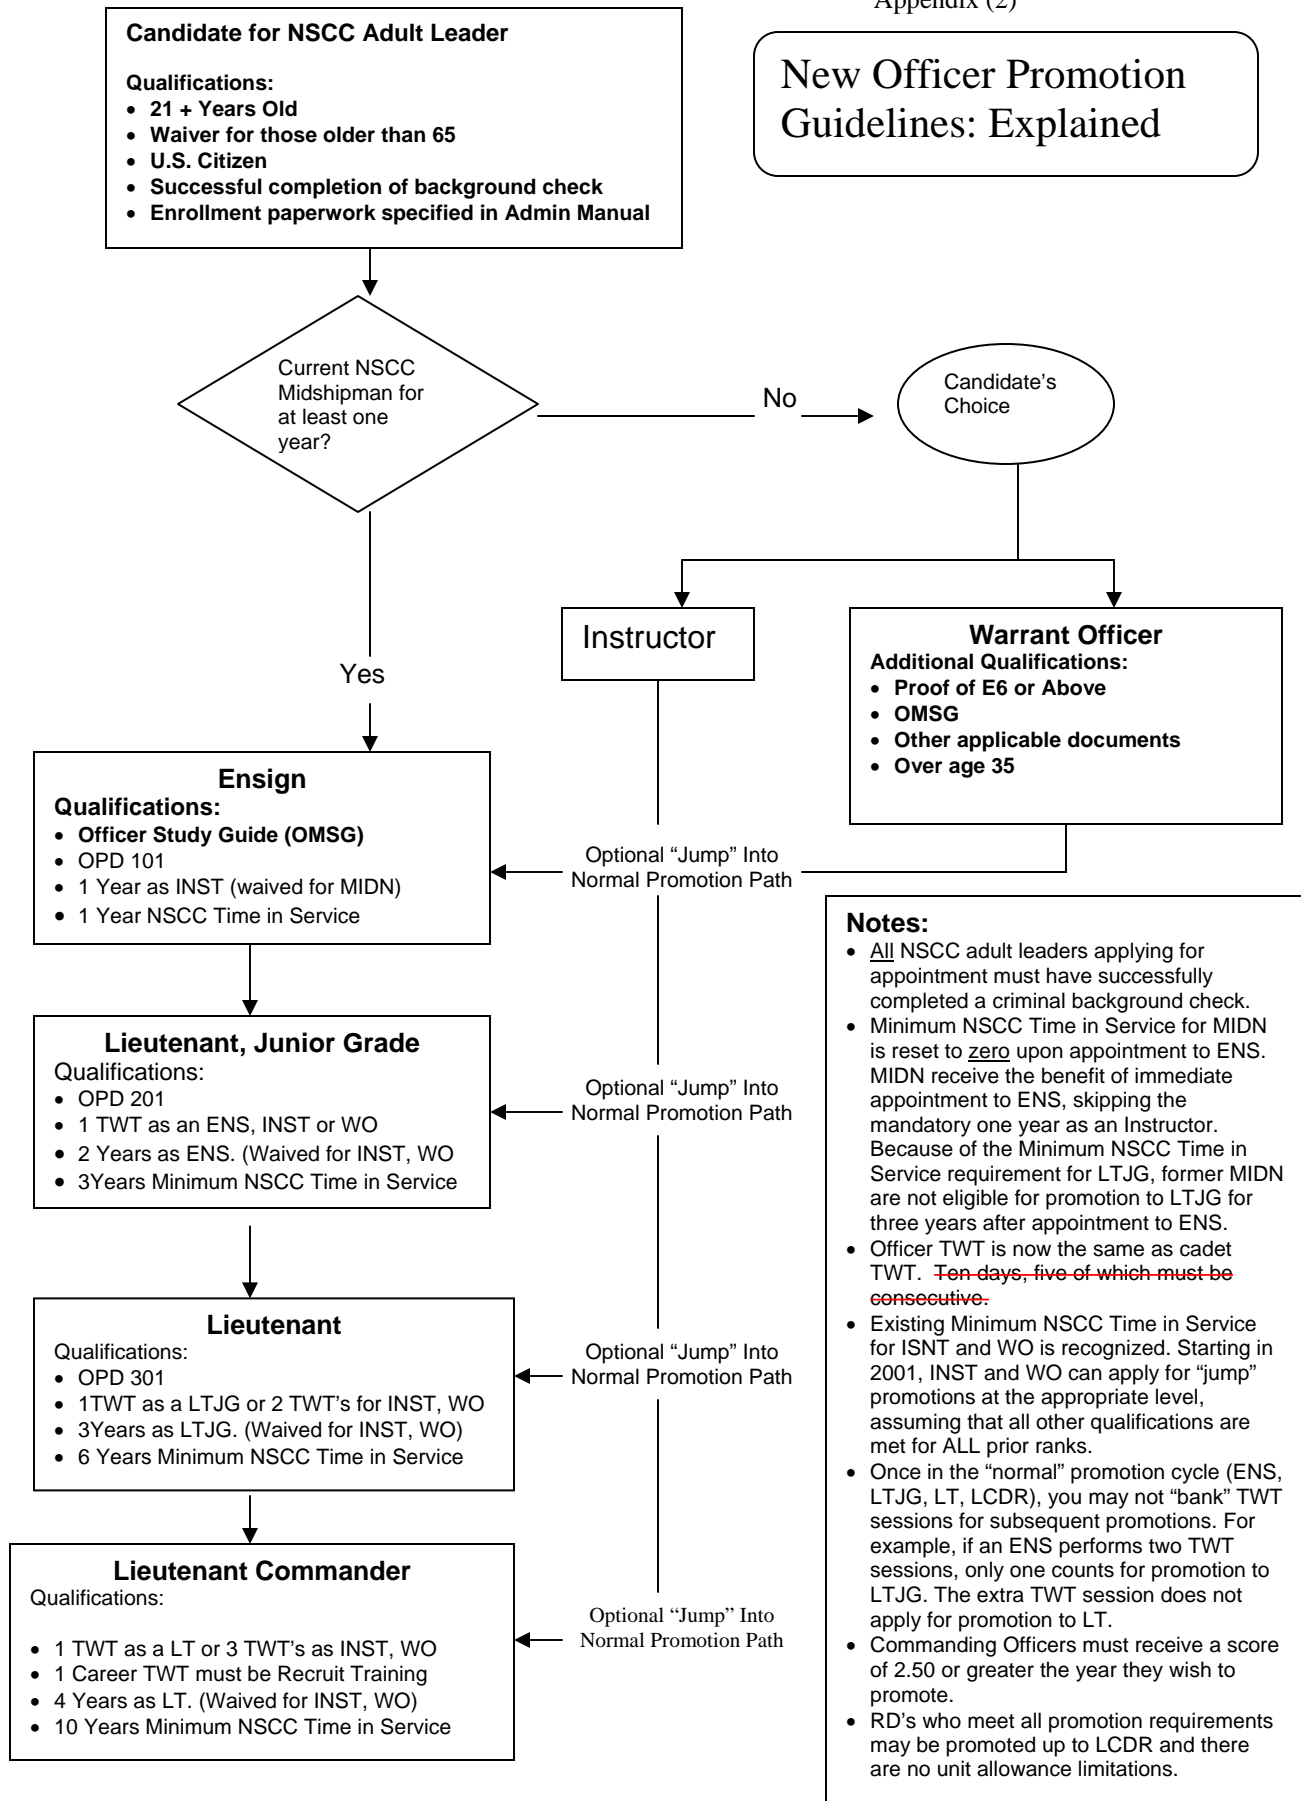 Appendix (2)
New Officer Promotion
Guidelines: Explained
Candidate for NSCC Adult Leader
Qualifications:
• 21 + Years Old
• Waiver for those older than 65
• U.S. Citizen
• Successful completion of background check
• Enrollment paperwork specified in Admin Manual
Current NSCC
Midshipman for
at least one
year?
No
Candidate's
Choice
Yes
Instructor
Warrant Officer
Additional Qualifications:
• Proof of E6 or Above
• OMSG
• Other applicable documents
• Over age 35
Ensign
Qualifications:
• Officer Study Guide (OMSG)
• OPD 101
• 1 Year as INST (waived for MIDN)
• 1 Year NSCC Time in Service
Optional “Jump” Into
Normal Promotion Path
Lieutenant, Junior Grade
Qualifications:
• OPD 201
• 1 TWT as an ENS, INST or WO
• 2 Years as ENS. (Waived for INST, WO
• 3Years Minimum NSCC Time in Service
Optional “Jump” Into
Normal Promotion Path
Lieutenant
Qualifications:
• OPD 301
• 1TWT as a LTJG or 2 TWT's for INST, WO
• 3Years as LTJG. (Waived for INST, WO)
• 6 Years Minimum NSCC Time in Service
Optional “Jump” Into
Normal Promotion Path
Lieutenant Commander
Qualifications:
• 1 TWT as a LT or 3 TWT's as INST, WO
• 1 Career TWT must be Recruit Training
• 4 Years as LT. (Waived for INST, WO)
• 10 Years Minimum NSCC Time in Service
Optional “Jump” Into
Normal Promotion Path
Notes:
• All NSCC adult leaders applying for
appointment must have successfully
completed a criminal background check.
• Minimum NSCC Time in Service for MIDN
is reset to zero upon appointment to ENS.
MIDN receive the benefit of immediate
appointment to ENS, skipping the
mandatory one year as an Instructor.
Because of the Minimum NSCC Time in
Service requirement for LTJG, former MIDN
are not eligible for promotion to LTJG for
three years after appointment to ENS.
• Officer TWT is now the same as cadet
TWT. Ten days, five of which must be
consecutive.
• Existing Minimum NSCC Time in Service
for ISNT and WO is recognized. Starting in
2001, INST and WO can apply for “jump”
promotions at the appropriate level,
assuming that all other qualifications are
met for ALL prior ranks.
• Once in the “normal” promotion cycle (ENS,
LTJG, LT, LCDR), you may not “bank” TWT
sessions for subsequent promotions. For
example, if an ENS performs two TWT
sessions, only one counts for promotion to
LTJG. The extra TWT session does not
apply for promotion to LT.
• Commanding Officers must receive a score
of 2.50 or greater the year they wish to
promote.
• RD's who meet all promotion requirements
may be promoted up to LCDR and there
are no unit allowance limitations.